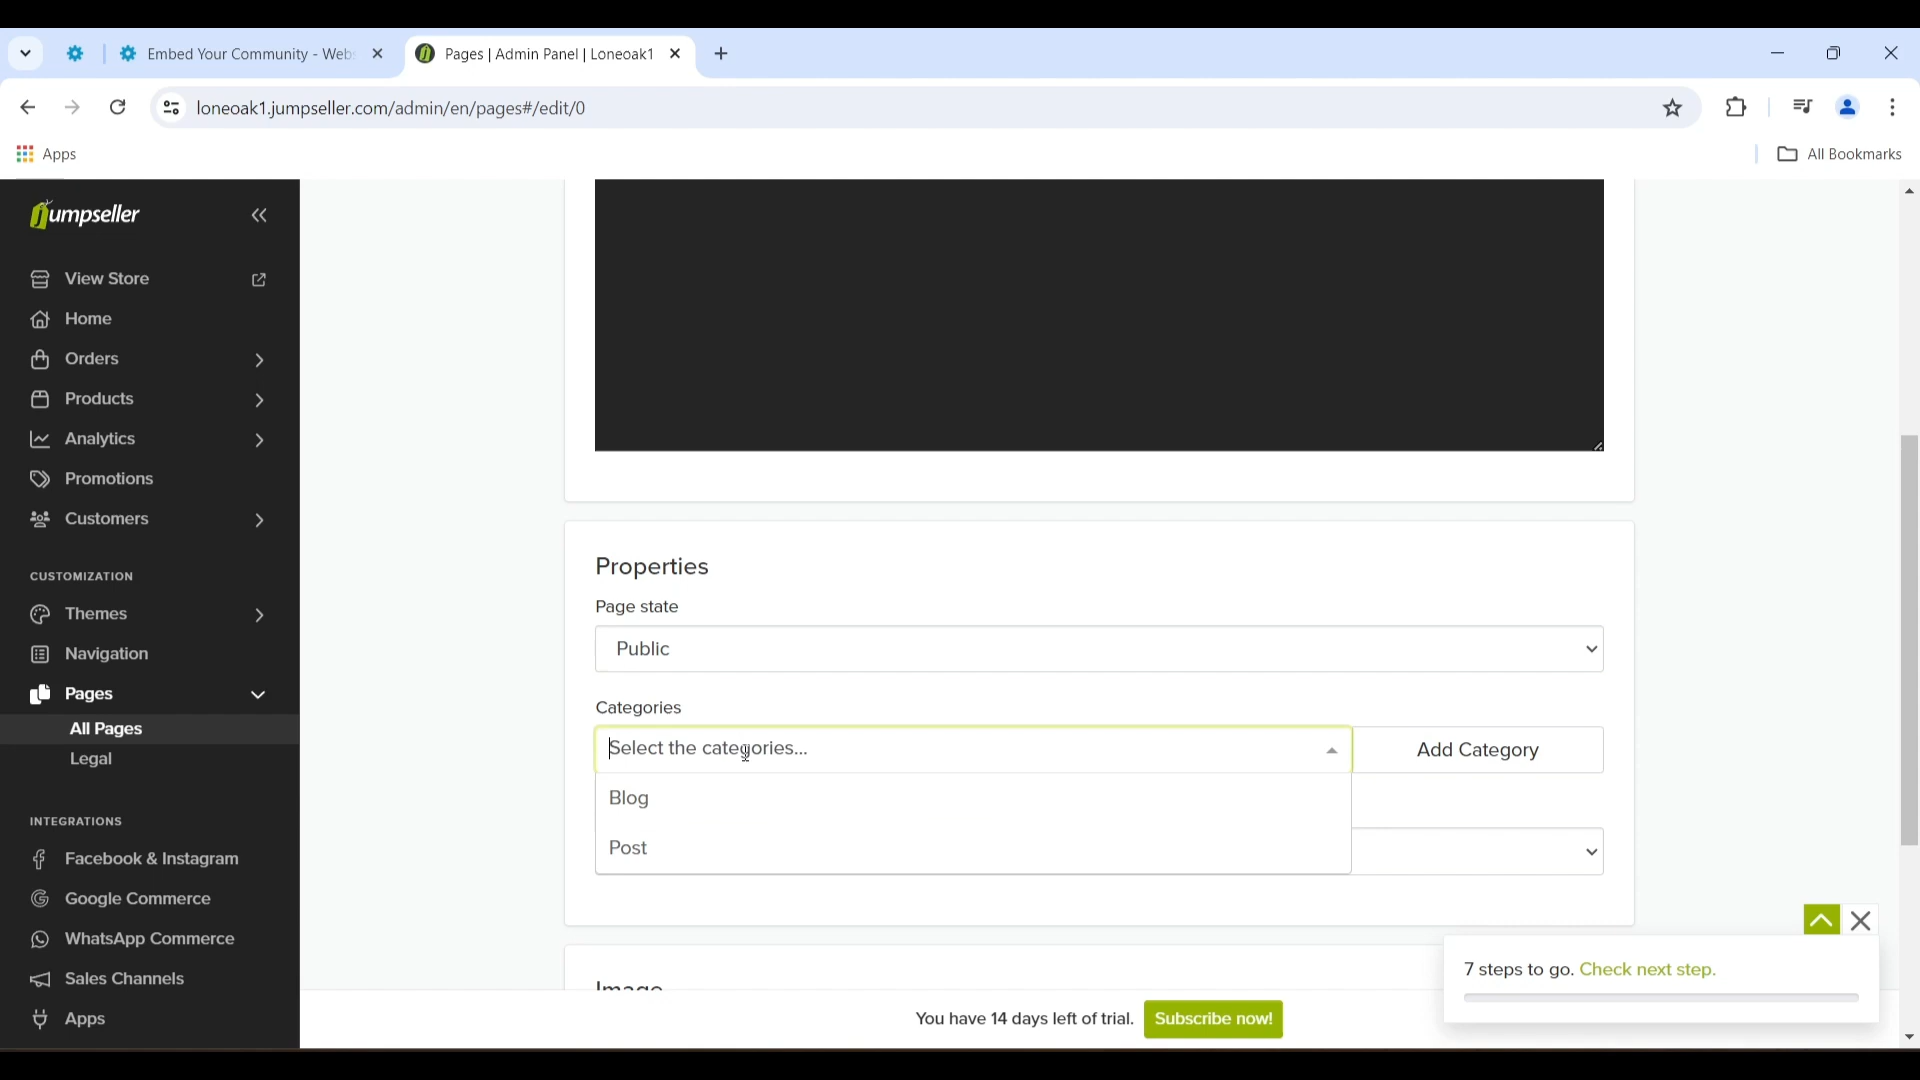 Embed Your Community - Webs
Pages | Admin Panel | Loneoak1
loneoak1.jumpseller.com/admin/en/pages#/edit/0
Apps
All Bookmarks
jumpseller
View Store
Home
Orders
Products
Analytics
Promotions
Customers
CUSTOMIZATION
Themes
Navigation
Pages
All Pages
Legal
INTEGRATIONS
Facebook & Instagram
Google Commerce
WhatsApp Commerce
Sales Channels
Apps
Properties
Page state
Public
Categories
Select the categories...
Add Category
Blog
Post
Image
7 steps to go. Check next step.
You have 14 days left of trial. Subscribe now!